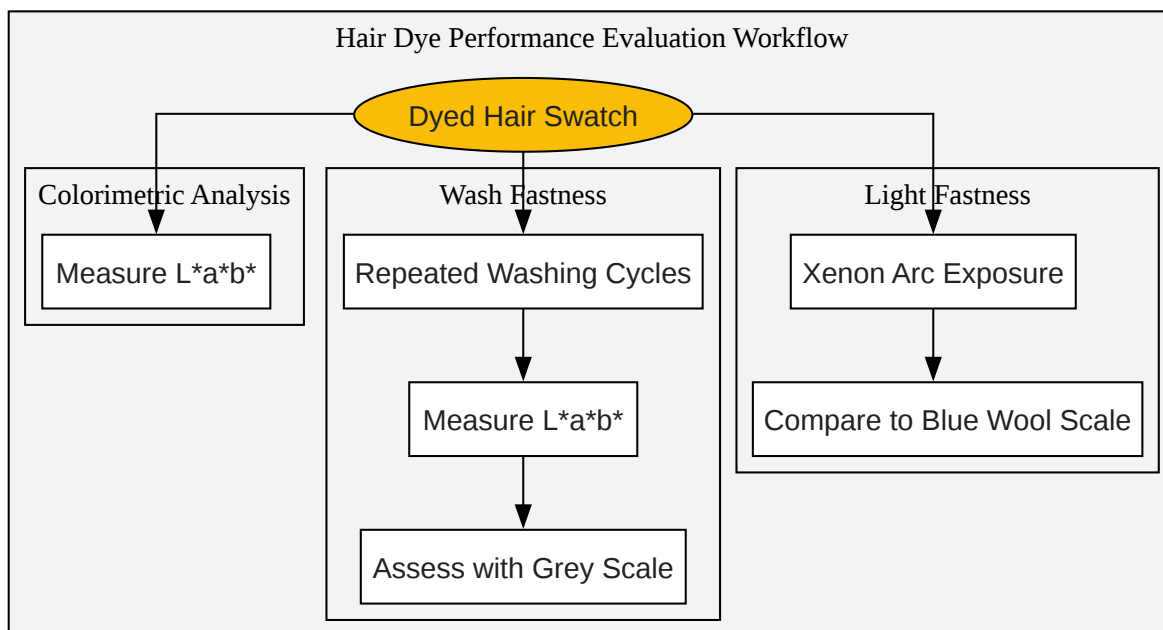 Hair Dye Performance Evaluation Workflow
Dyed Hair Swatch
Colorimetric Analysis
Measure L*a*b*
Wash Fastness
Repeated Washing Cycles
Measure L*a*b*
Assess with Grey Scale
Light Fastness
Xenon Arc Exposure
Compare to Blue Wool Scale